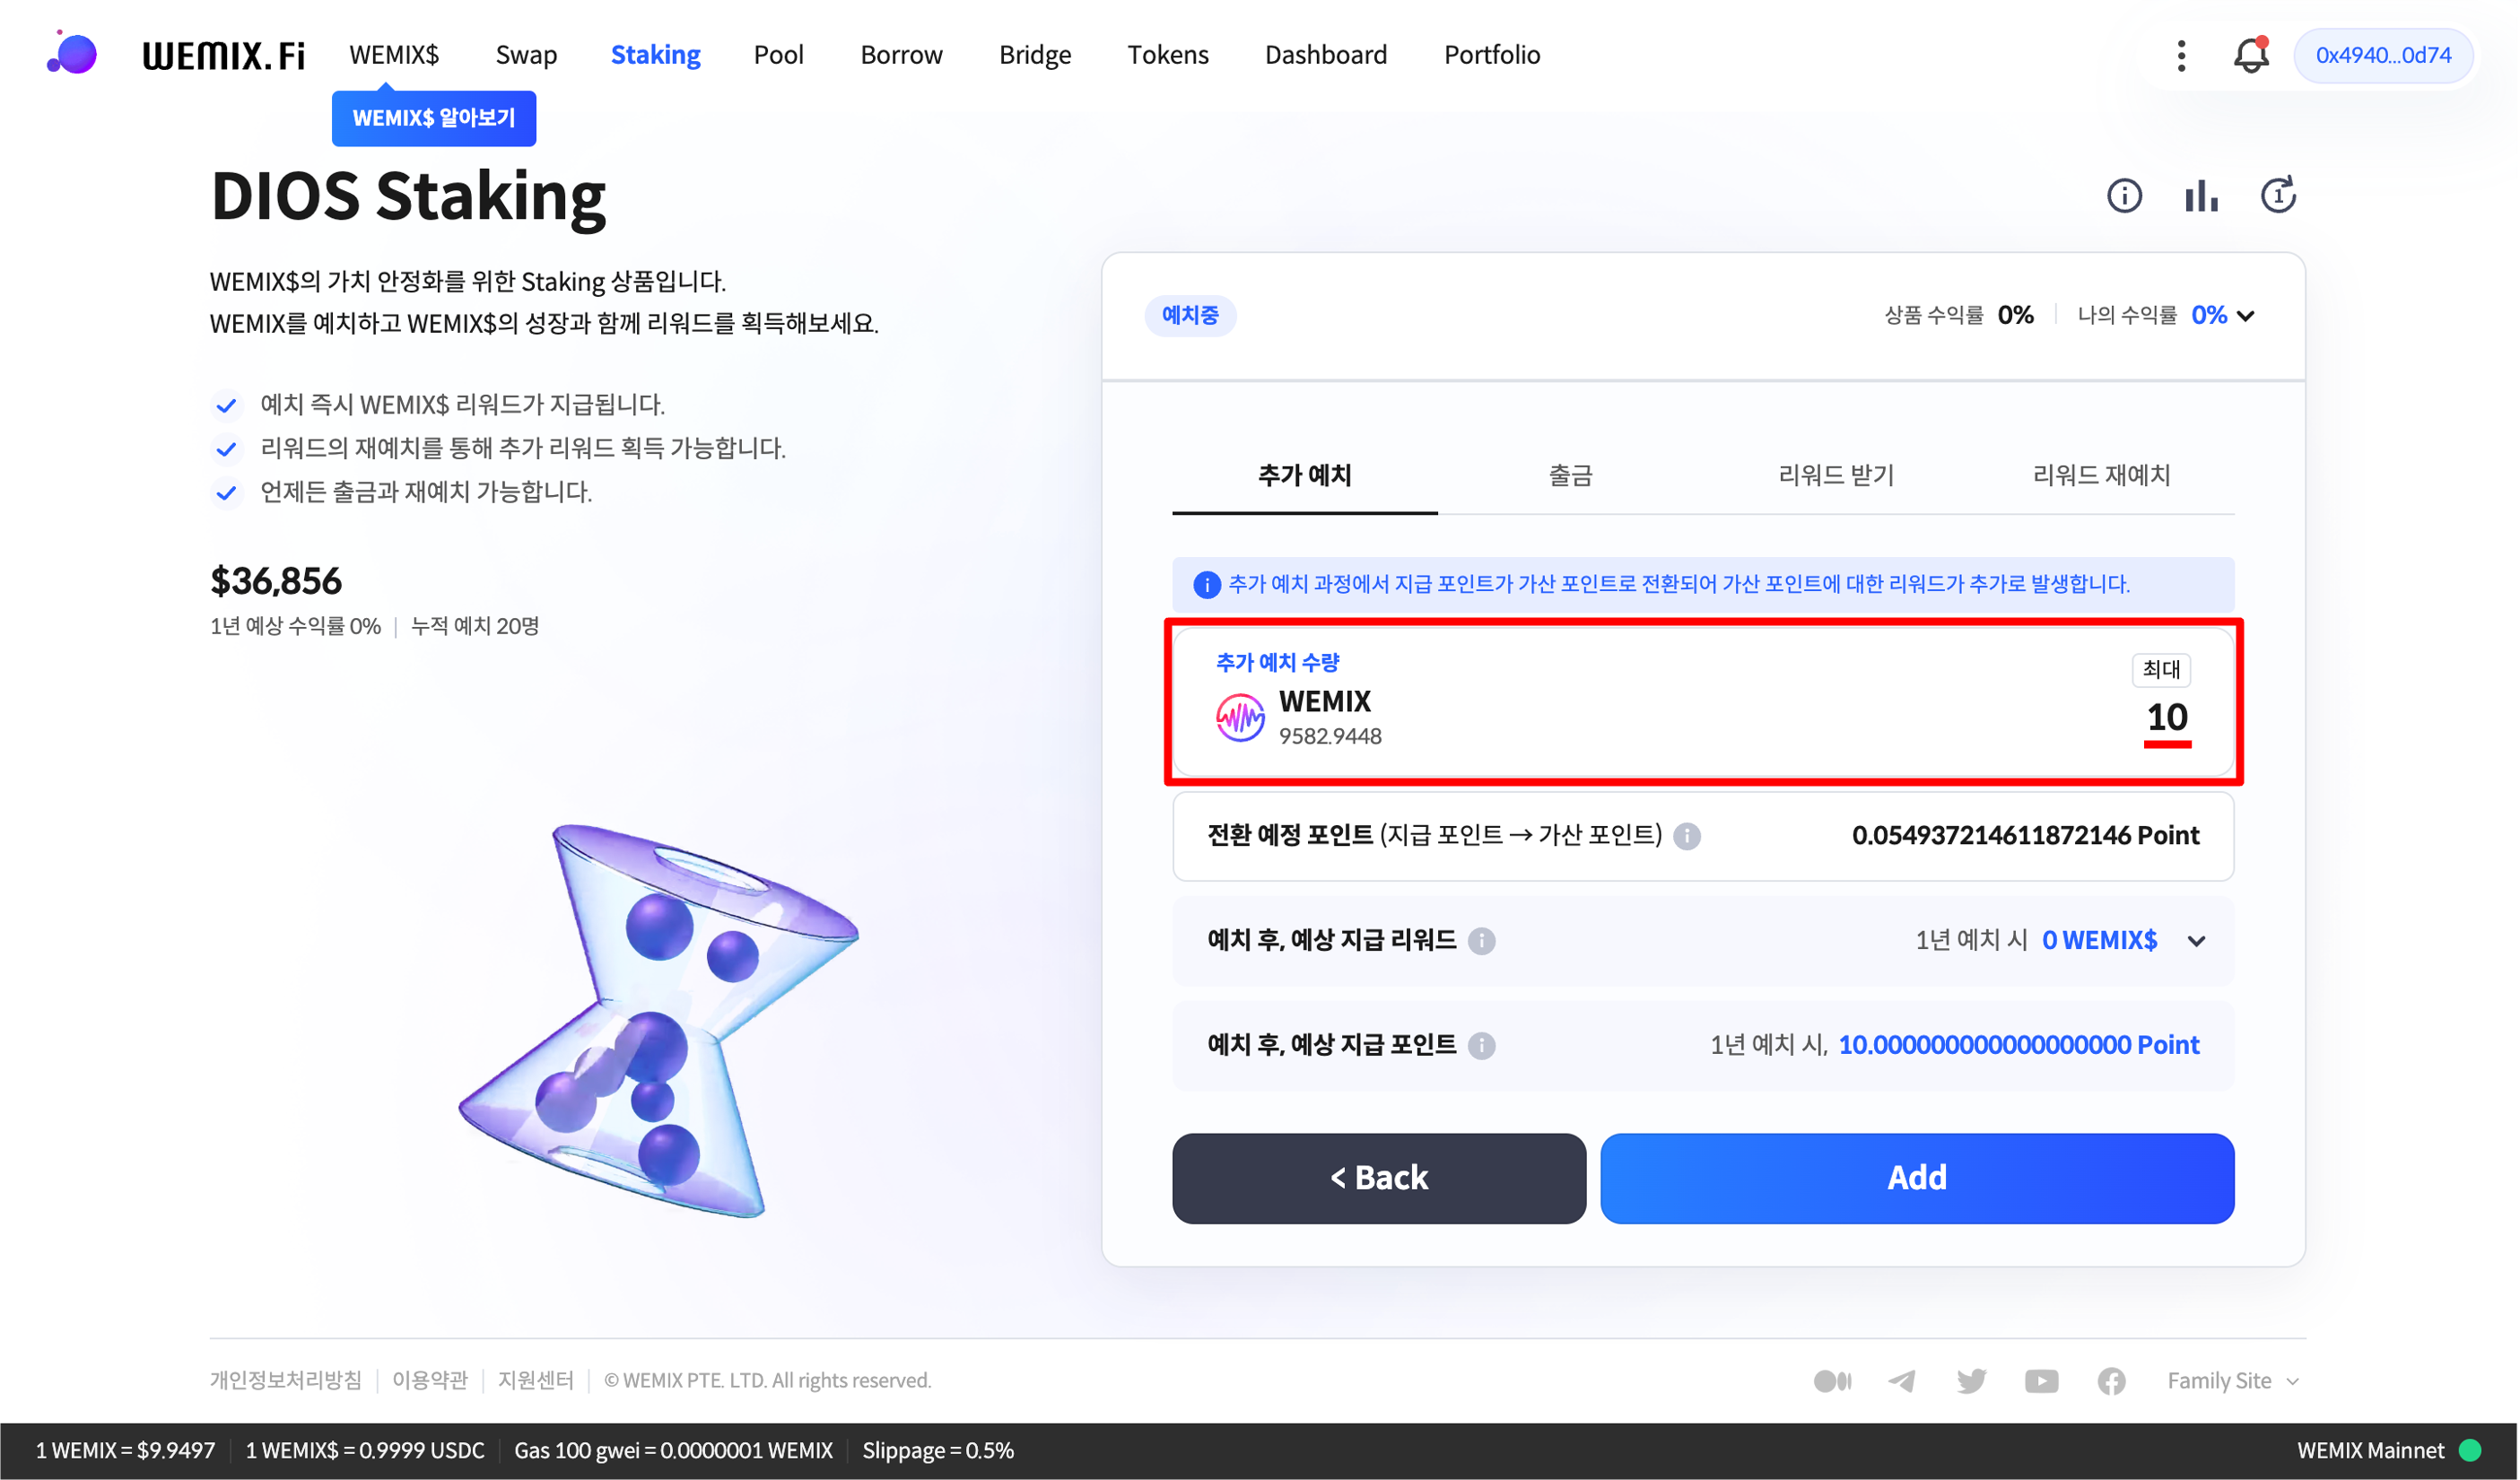 WEMIX.Fi WEMIX$ Swap Staking Pool Borrow Bridge Tokens Dashboard Portfolio 0x4940...0d74
WEMIX$ 알아보기
DIOS Staking
WEMIX$의 가치 안정화를 위한 Staking 상품입니다.
WEMIX를 예치하고 WEMIX$의 성장과 함께 리워드를 획득해보세요.
예치 즉시 WEMIX$ 리워드가 지급됩니다.
리워드의 재예치를 통해 추가 리워드 획득 가능합니다.
언제든 출금과 재예치 가능합니다.
$36,856
1년 예상 수익률 0% | 누적 예치 20명
예치중 상품 수익률 0% 나의 수익률 0%
추가 예치 출금 리워드 받기 리워드 재예치
추가 예치 과정에서 지급 포인트가 가산 포인트로 전환되어 가산 포인트에 대한 리워드가 추가로 발생합니다.
추가 예치 수량 최대
WEMIX 10
9582.9448
전환 예정 포인트 (지급 포인트 → 가산 포인트) 0.054937214611872146 Point
예치 후, 예상 지급 리워드 1년 예치 시 0 WEMIX$
예치 후, 예상 지급 포인트 1년 예치 시, 10.000000000000000000 Point
< Back Add
개인정보처리방침 이용약관 지원센터 © WEMIX PTE. LTD. All rights reserved. Family Site
1 WEMIX = $9.9497 1 WEMIX$ = 0.9999 USDC Gas 100 gwei = 0.0000001 WEMIX Slippage = 0.5% WEMIX Mainnet